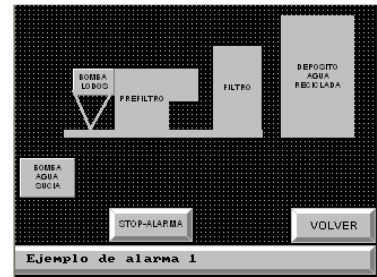 DEPOSITO
AGUA
RECICLADA
BOMBA
LODOS
PREFILTRO
FILTRO
BOMBA
AGUA
SUCIA
STOP-ALARMA
VOLVER
Ejemplo de alarma 1